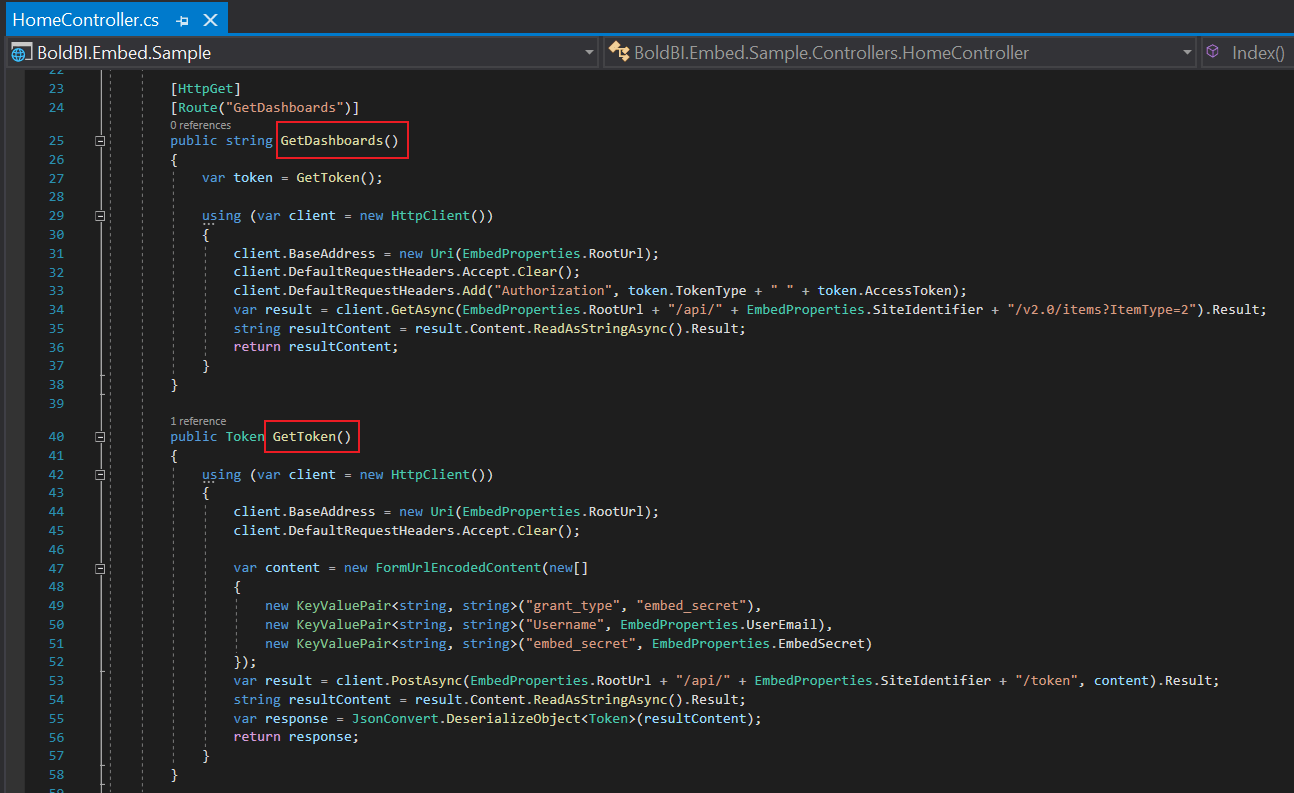 HomeController.cs
BoldBI.Embed.Sample BoldBI.Embed.Sample.Controllers.HomeController Index()
22
23 [HttpGet]
24 [Route("GetDashboards")]
0 references
25 public string GetDashboards()
26 {
27 var token = GetToken();
28
29 using (var client = new HttpClient())
30 {
31 client.BaseAddress = new Uri(EmbedProperties.RootUrl);
32 client.DefaultRequestHeaders.Accept.Clear();
33 client.DefaultRequestHeaders.Add("Authorization", token.TokenType + " " + token.AccessToken);
34 var result = client.GetAsync(EmbedProperties.RootUrl + "/api/" + EmbedProperties.SiteIdentifier + "/v2.0/items?ItemType=2").Result;
35 string resultContent = result.Content.ReadAsStringAsync().Result;
36 return resultContent;
37 }
38 }
39
1 reference
40 public Token GetToken()
41 {
42 using (var client = new HttpClient())
43 {
44 client.BaseAddress = new Uri(EmbedProperties.RootUrl);
45 client.DefaultRequestHeaders.Accept.Clear();
46
47 var content = new FormUrlEncodedContent(new[]
48 {
49 new KeyValuePair<string, string>("grant_type", "embed_secret"),
50 new KeyValuePair<string, string>("Username", EmbedProperties.UserEmail),
51 new KeyValuePair<string, string>("embed_secret", EmbedProperties.EmbedSecret)
52 });
53 var result = client.PostAsync(EmbedProperties.RootUrl + "/api/" + EmbedProperties.SiteIdentifier + "/token", content).Result;
54 string resultContent = result.Content.ReadAsStringAsync().Result;
55 var response = JsonConvert.DeserializeObject<Token>(resultContent);
56 return response;
57 }
58 }
59